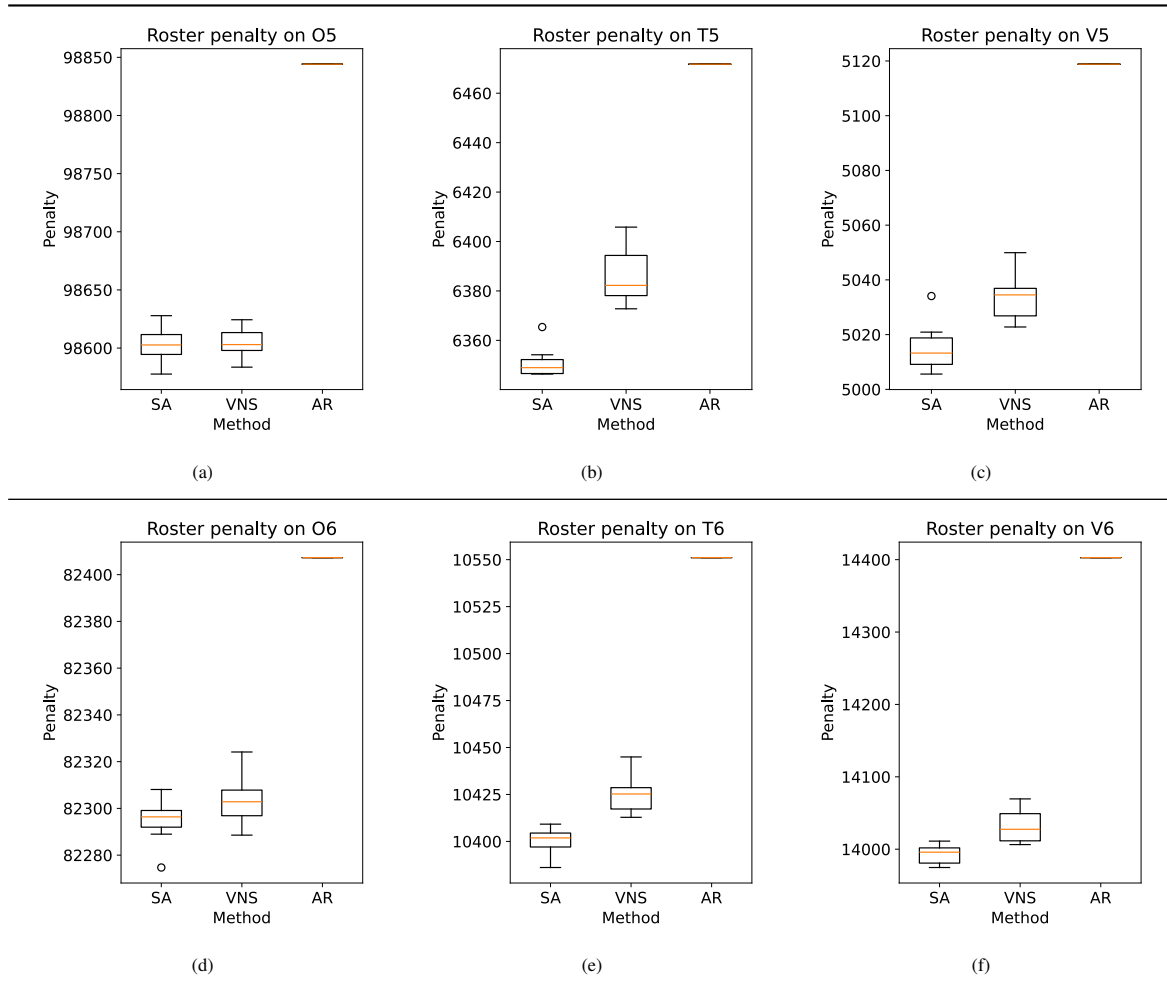 Roster penalty on O5
98850
98800
98750
98700
98650
98600
Penalty
SA VNS AR
Method
(a)
Roster penalty on T5
6460
6440
6420
6400
6380
6360
Penalty
SA VNS AR
Method
(b)
Roster penalty on V5
5120
5100
5080
5060
5040
5020
5000
Penalty
SA VNS AR
Method
(c)
Roster penalty on O6
82400
82380
82360
82340
82320
82300
82280
Penalty
SA VNS AR
Method
(d)
Roster penalty on T6
10550
10525
10500
10475
10450
10425
10400
Penalty
SA VNS AR
Method
(e)
Roster penalty on V6
14400
14300
14200
14100
14000
Penalty
SA VNS AR
Method
(f)